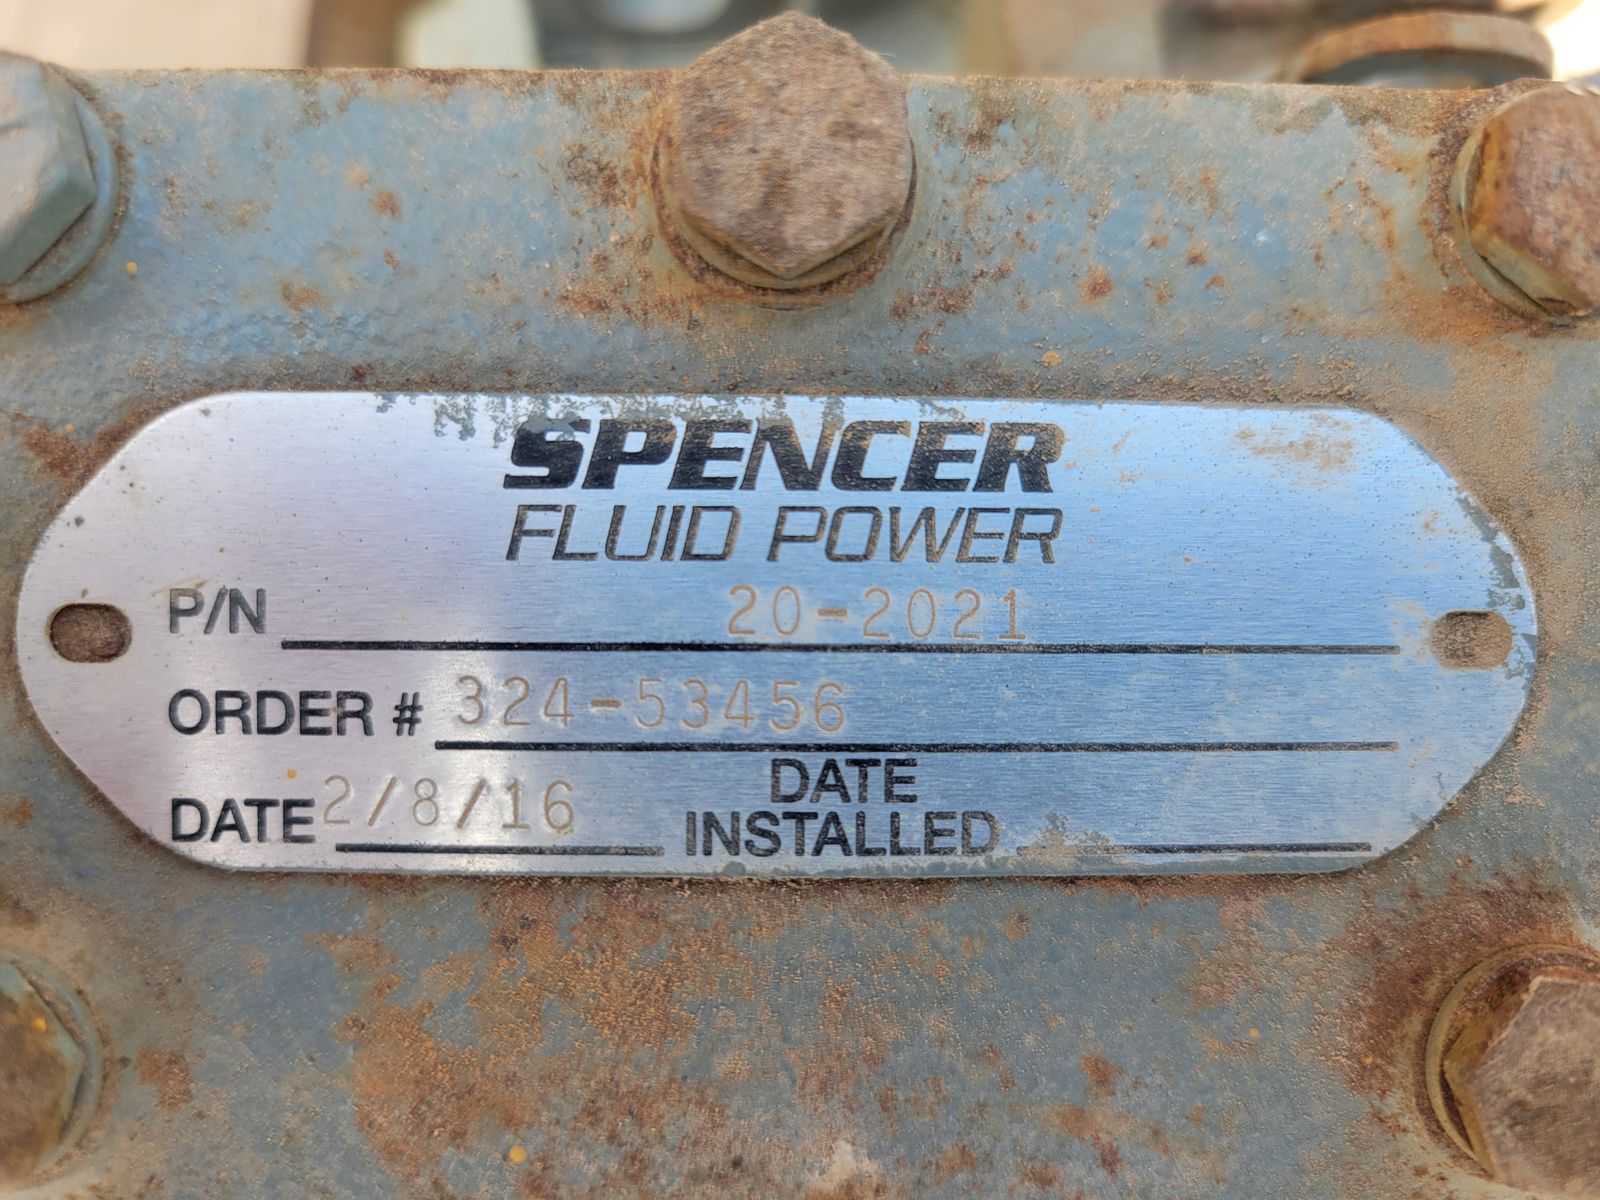 SPENCER
FLUID POWER
P/N 20-2021
ORDER # 324-53456
DATE 2/8/16 DATE INSTALLED